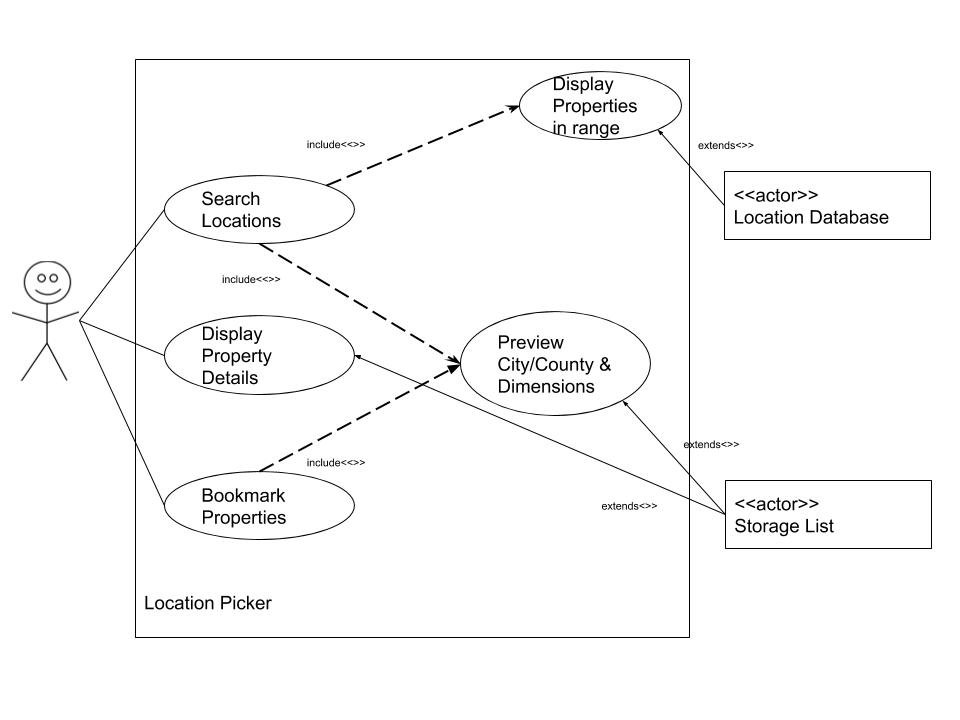 Display
Properties
in range
include<<>>
extends<>>
Search
Locations
<<actor>>
Location Database
include<<>>
Display
Property
Details
Preview
City/County &
Dimensions
extends<>>
include<<>>
Bookmark
Properties
extends<>>
<<actor>>
Storage List
Location Picker